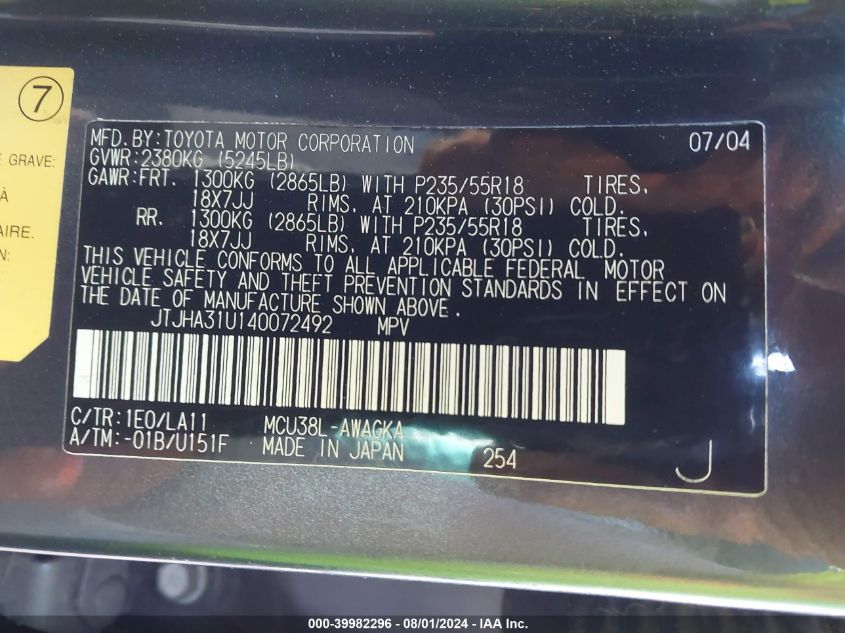 7
E GRAVE:
À
AIRE.
N:
MFD.BY:TOYOTA MOTOR CORPORATION 07/04
GVWR:2380KG (5245LB)
GAWR:FRT. 1300KG (2865LB) WITH P235/55R18 TIRES,
18X7JJ RIMS, AT 210KPA (30PSI) COLD.
RR. 1300KG (2865LB) WITH P235/55R18 TIRES,
18X7JJ RIMS, AT 210KPA (30PSI) COLD.
THIS VEHICLE CONFORMS TO ALL APPLICABLE FEDERAL MOTOR
VEHICLE SAFETY AND THEFT PREVENTION STANDARDS IN EFFECT ON
THE DATE OF MANUFACTURE SHOWN ABOVE.
JTJHA31U140072492 MPV
C/TR:1E0/LA11 MCU38L-AWAGKA
A/TM:-01B/U151F MADE IN JAPAN 254 J
000-39982296 - 08/01/2024 - IAA Inc.